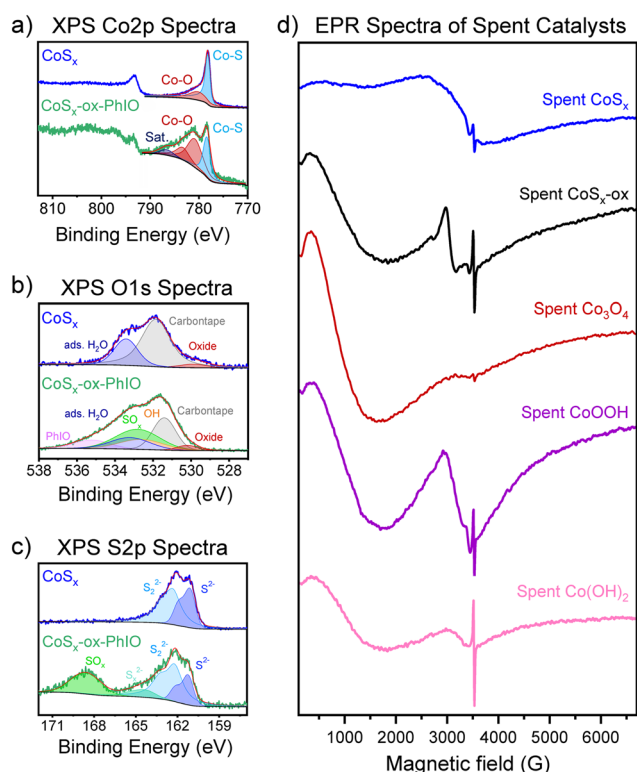 a) XPS Co2p Spectra
CoSₓ
Co-S
Co-O
CoSₓ-ox-PhIO
Co-O
Sat.
Co-S
810 800 790 780 770
Binding Energy (eV)
b) XPS O1s Spectra
CoSₓ
Carbontape
ads. H₂O
Oxide
CoSₓ-ox-PhIO
Carbontape
ads. H₂O
SOₓ
OH
PhIO
Oxide
538 536 534 532 530 528
Binding Energy (eV)
c) XPS S2p Spectra
CoSₓ
S₂²⁻
S²⁻
CoSₓ-ox-PhIO
S₂²⁻
S²⁻
SOₓ
171 168 165 162 159
Binding Energy (eV)
d) EPR Spectra of Spent Catalysts
Spent CoSₓ
Spent CoSₓ-ox
Spent Co₃O₄
Spent CoOOH
Spent Co(OH)₂
1000 2000 3000 4000 5000 6000
Magnetic field (G)